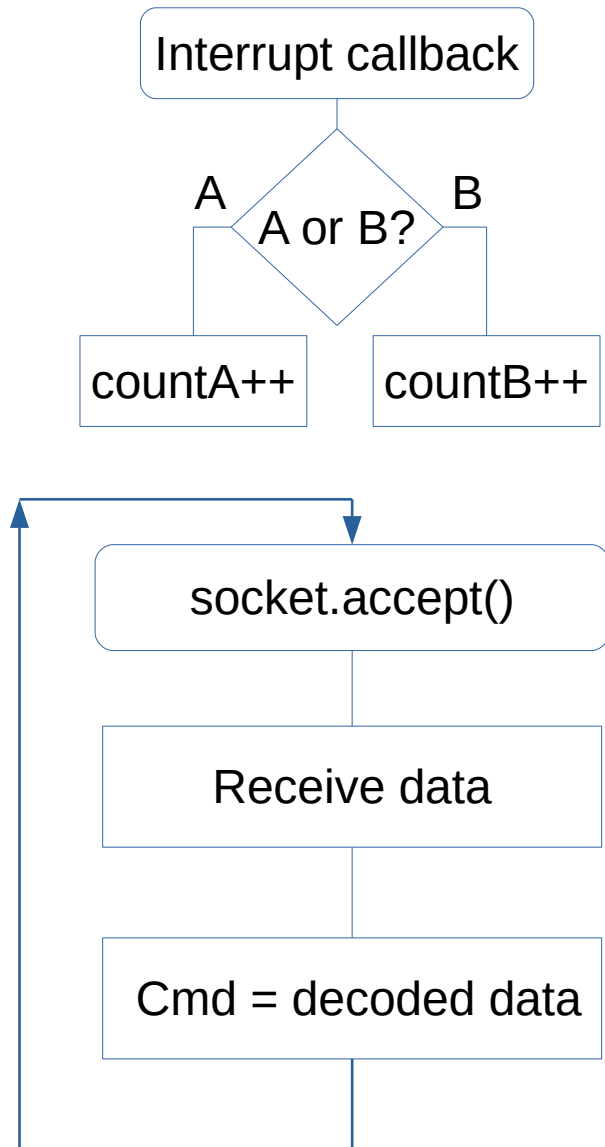 Interrupt callback
A
B
A or B?
countA++
countB++
socket.accept()
Receive data
Cmd = decoded data